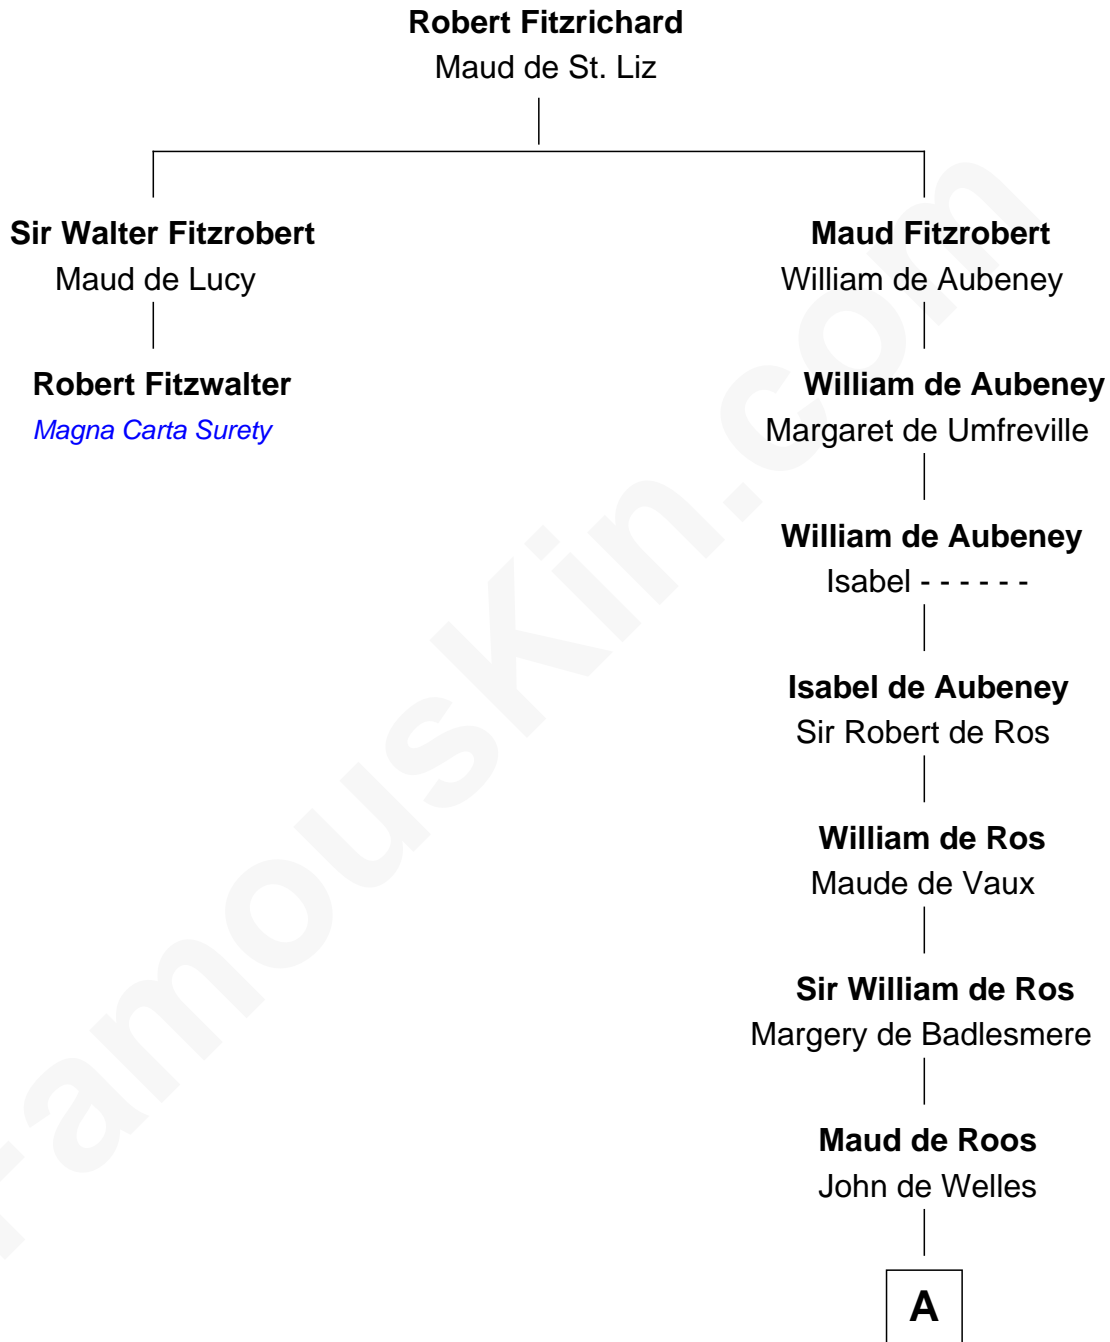 Robert Fitzrichard
Maud de St. Liz
Sir Walter Fitzrobert
Maud de Lucy
Robert Fitzwalter
Magna Carta Surety
Maud Fitzrobert
William de Aubeney
William de Aubeney
Margaret de Umfreville
William de Aubeney
Isabel - - - - - -
Isabel de Aubeney
Sir Robert de Ros
William de Ros
Maude de Vaux
Sir William de Ros
Margery de Badlesmere
Maud de Roos
John de Welles
A
FamousKin.com